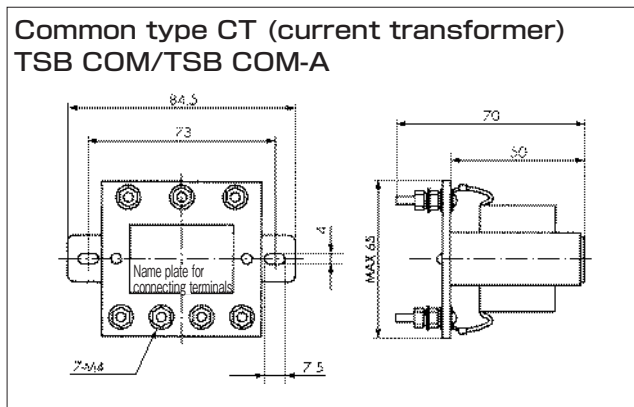 Common type CT (current transformer)
TSB COM/TSB COM-A
84.5
73
70
50
4
MAX 65
Name plate for
connecting terminals
7-M4
7.5